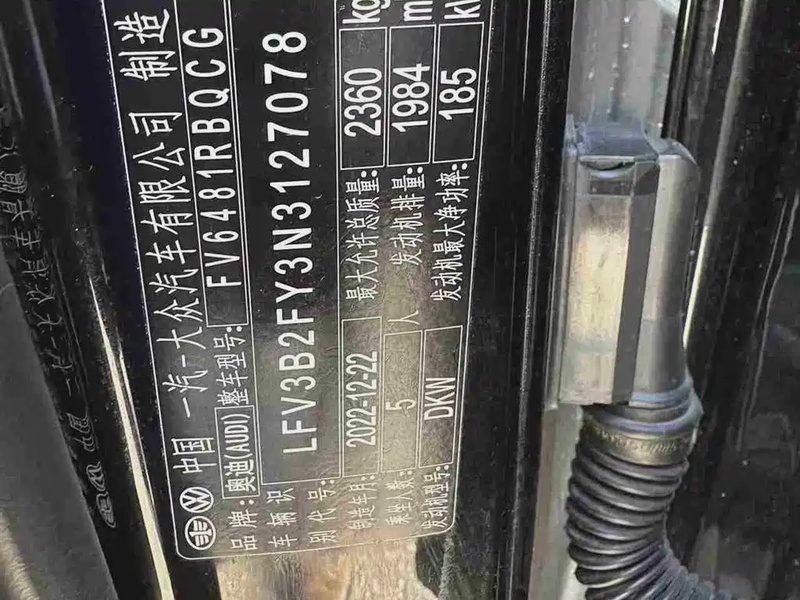 中国 一汽-大众汽车有限公司 制造
品牌: 奥迪(AUDI) 整车型号: FV6481RBQCG
车辆识别代号: LFV3B2FY3N3127078
制造年月: 2022-12-22 最大允许总质量: 2360 kg
乘坐人数: 5 人 发动机排量: 1984 m
发动机型号: DKW 发动机最大净功率: 185 k